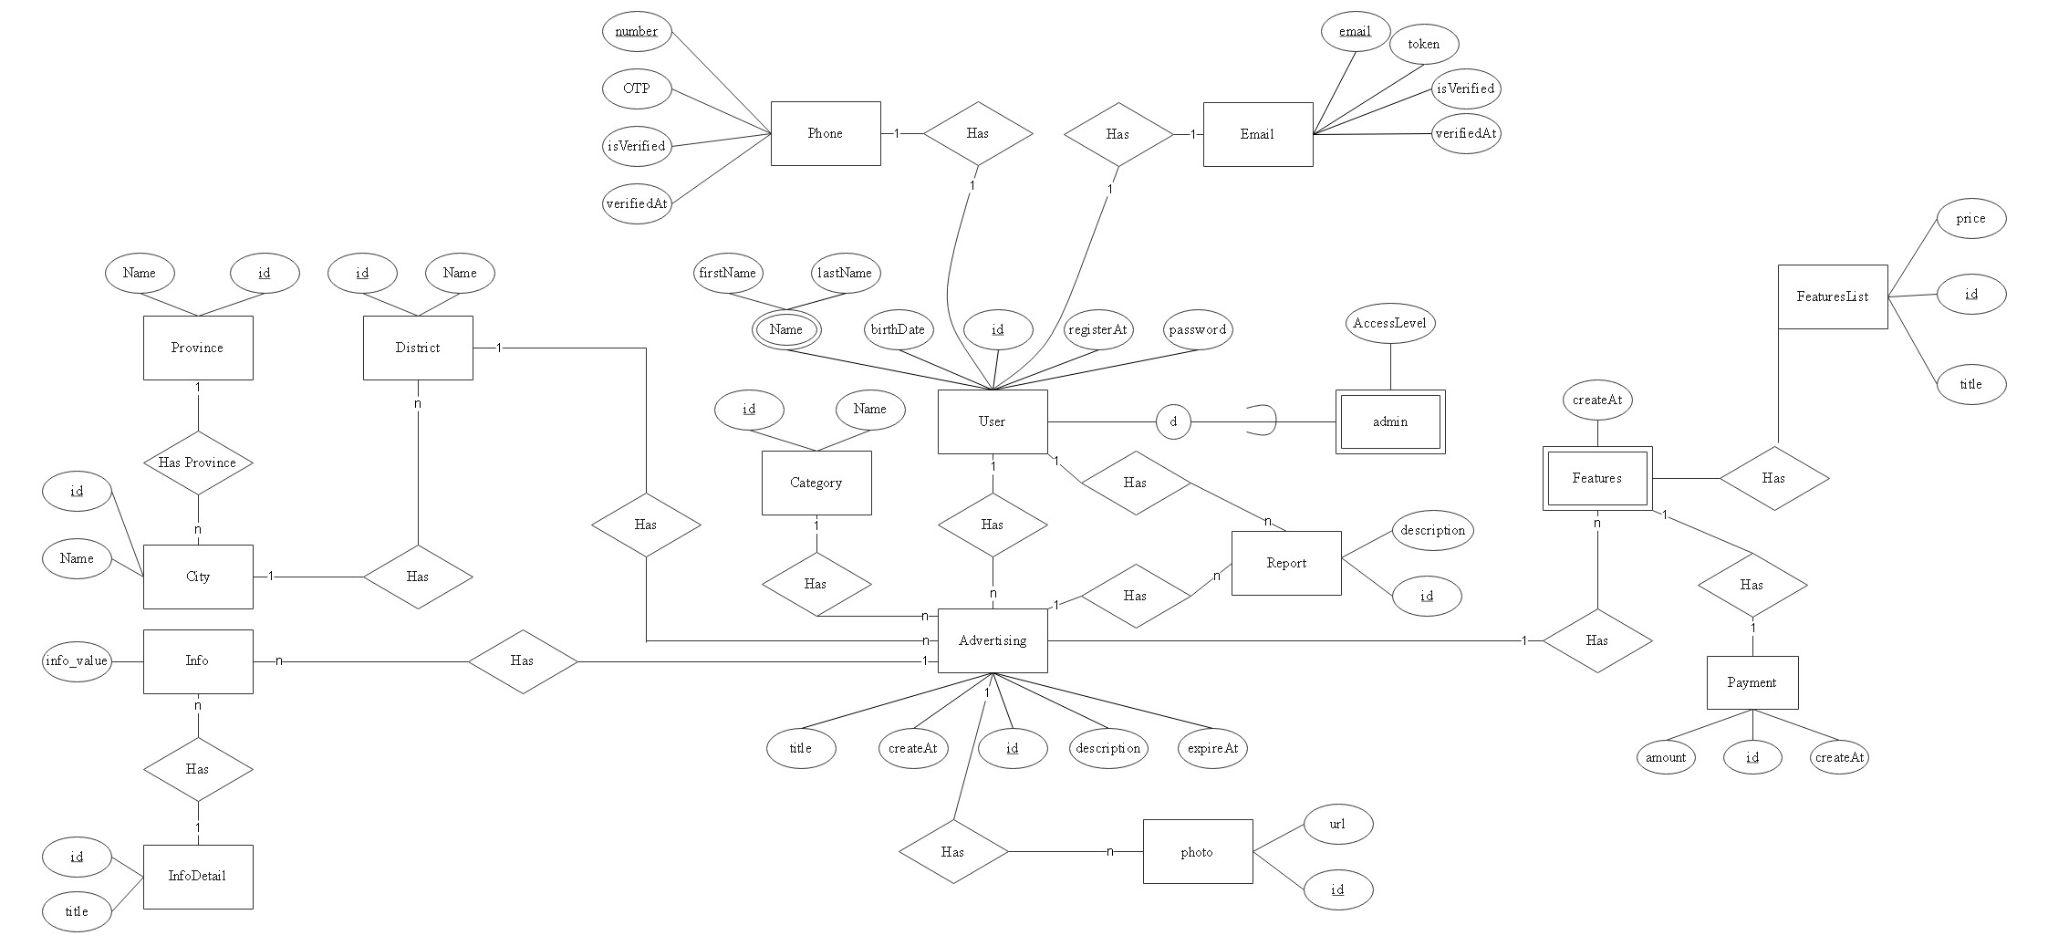 number
OTP
isVerified
verifiedAt
Phone
1
Has
1
Has
1
1
Email
email
token
isVerified
verifiedAt
Name
id
Province
1
Has Province
n
id
Name
City
1
Has
n
id
Name
District
1
Has
n
firstName
lastName
Name
birthDate
id
registerAt
password
User
d
AccessLevel
admin
id
Name
Category
1
Has
n
1
Has
n
1
Has
n
Report
description
id
1
Has
n
Advertising
price
id
title
FeaturesList
Has
createAt
Features
n
Has
1
1
Has
1
Payment
amount
id
createAt
info_value
Info
n
Has
1
n
Has
1
InfoDetail
id
title
title
createAt
id
description
expireAt
1
Has
n
photo
url
id